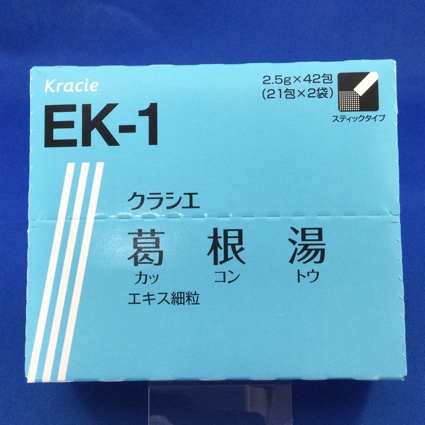 Kracie
EK-1
2.5g×42包
(21包×2袋)
スティックタイプ
クラシエ
葛根湯
カッ コン トウ
エキス細粒